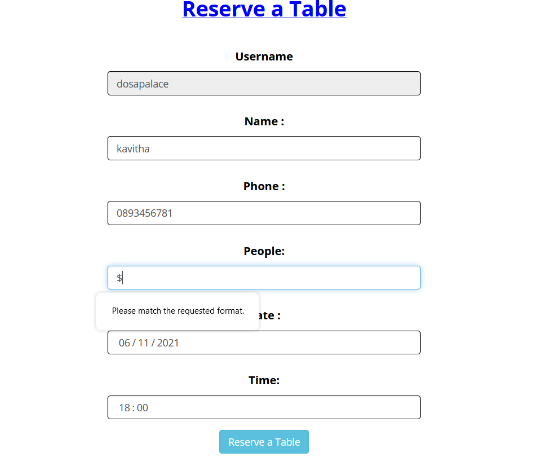 Reserve a Table
Username
dosapalace
Name :
kavitha
Phone :
0893456781
People:
$
Please match the requested format.
ate :
06 / 11 / 2021
Time:
18 : 00
Reserve a Table